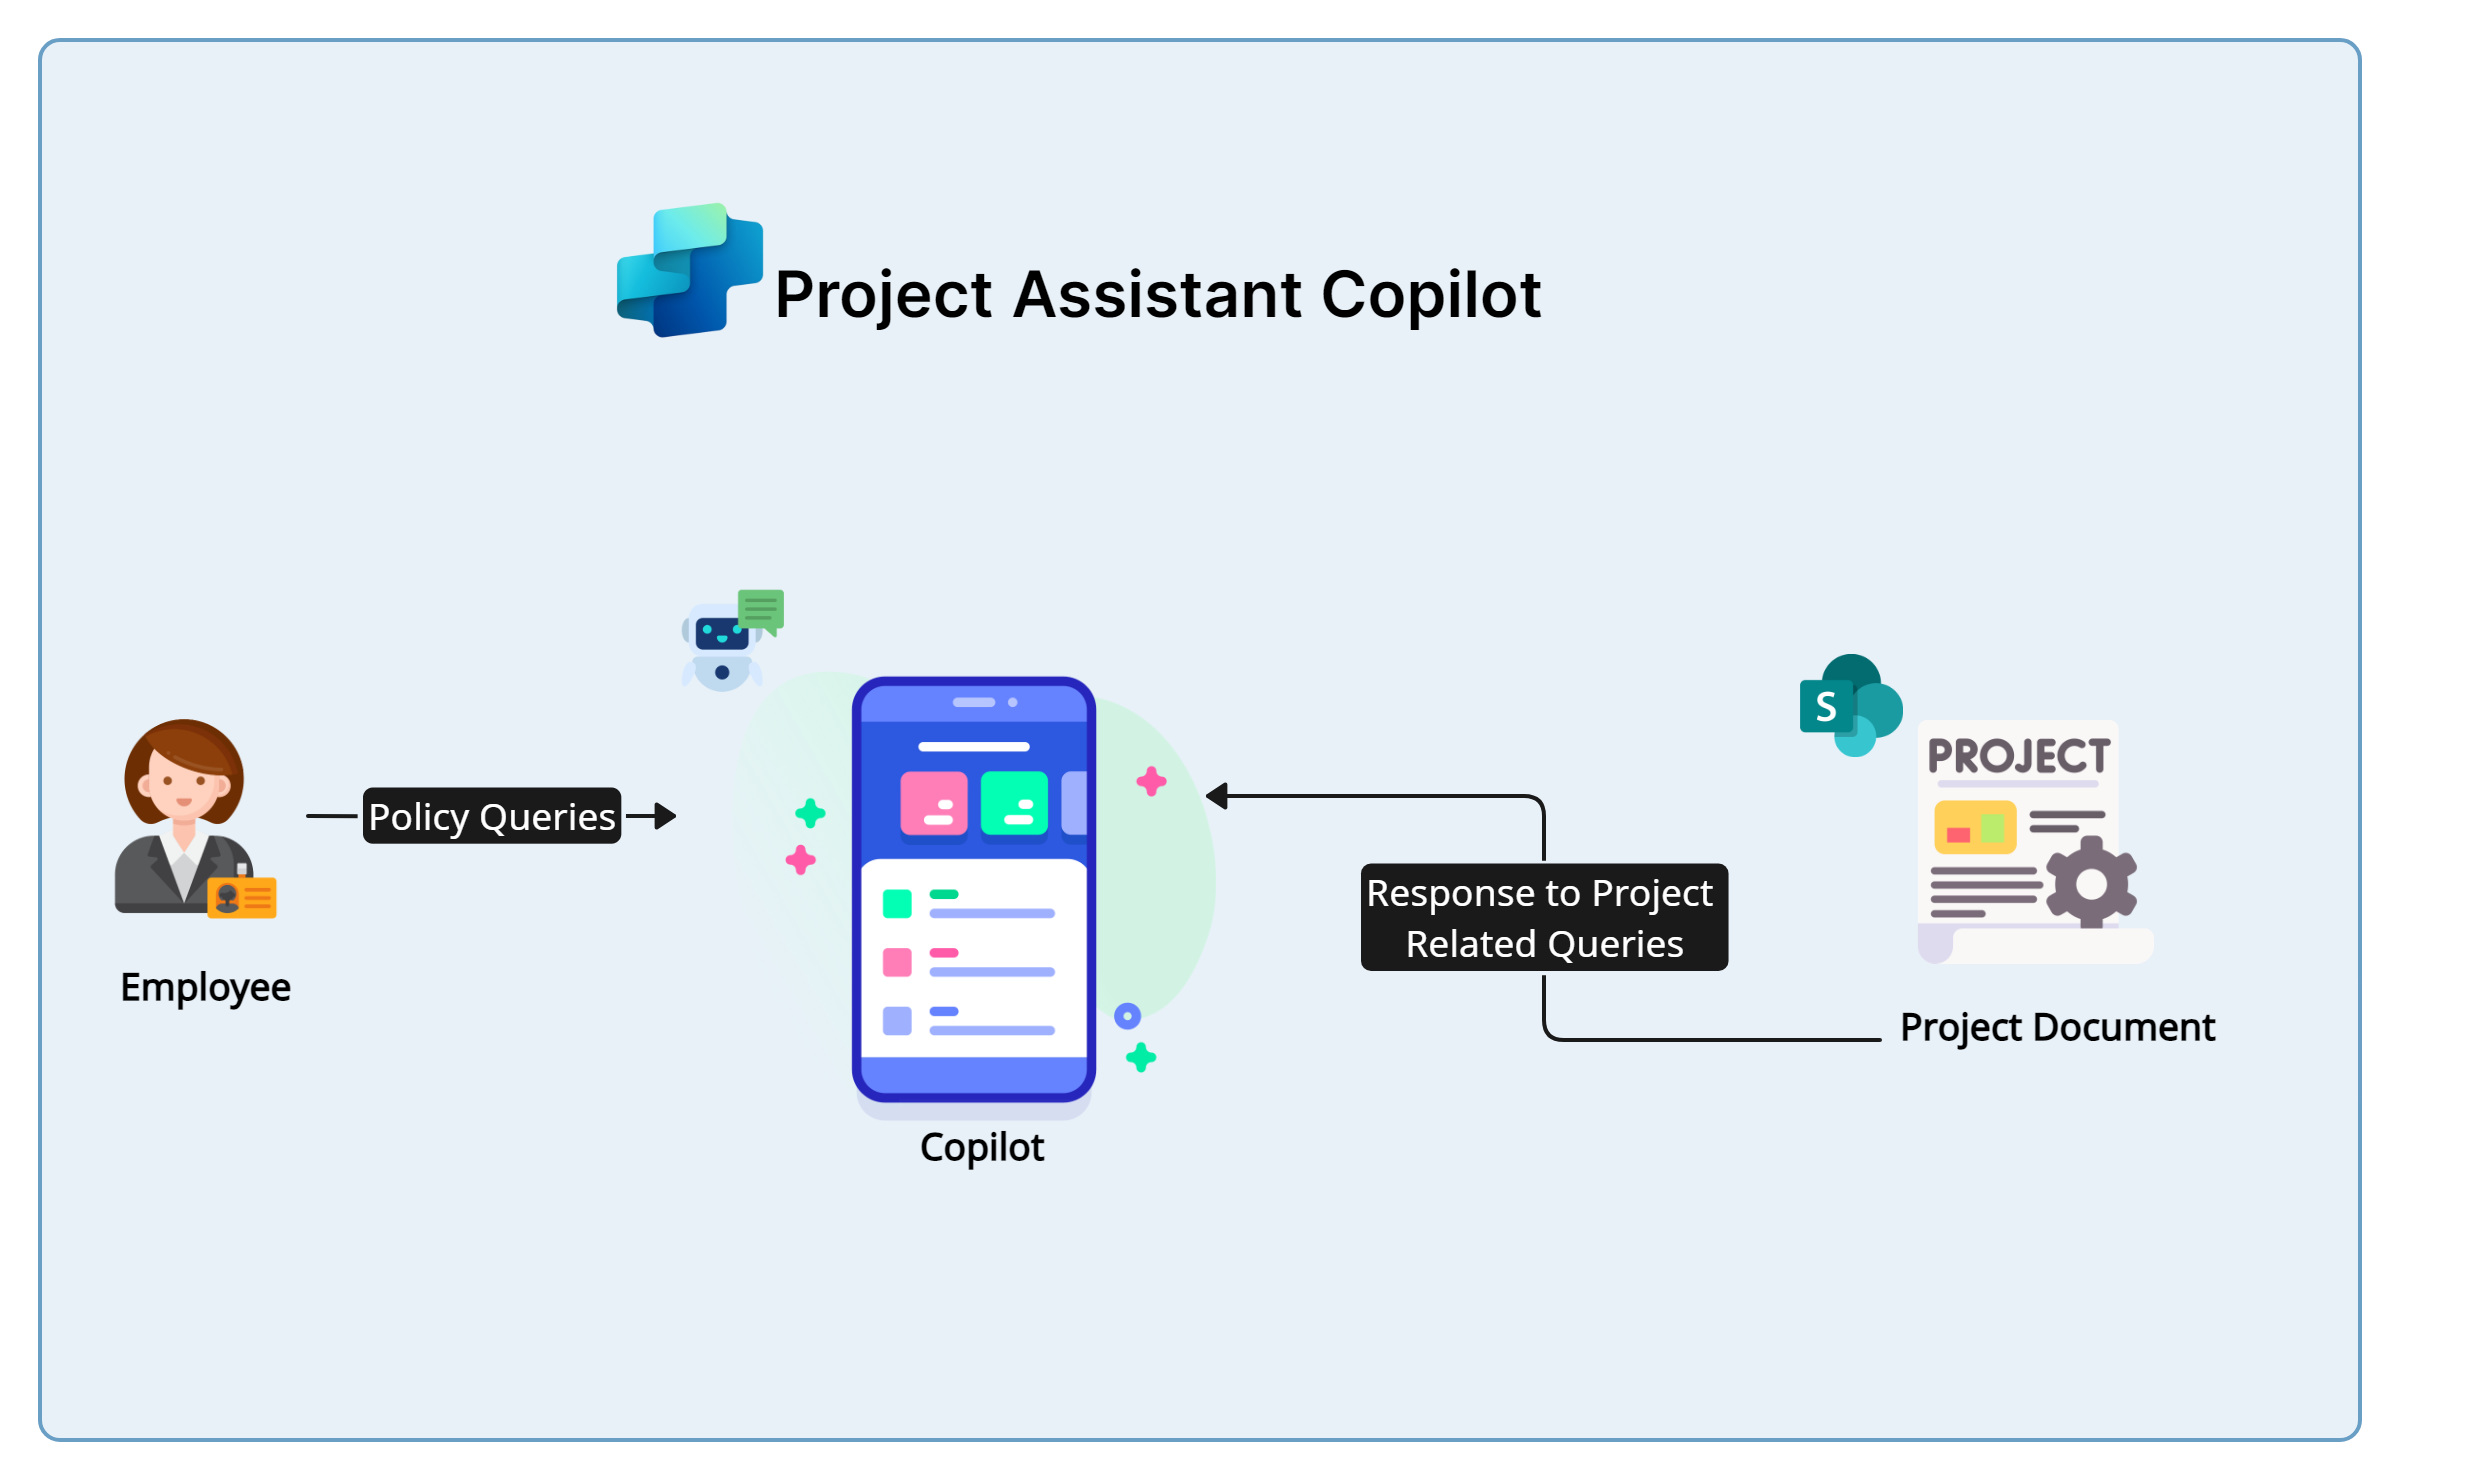 Project Assistant Copilot
S
PROJECT
Policy Queries
Response to Project
Related Queries
Employee
Project Document
Copilot